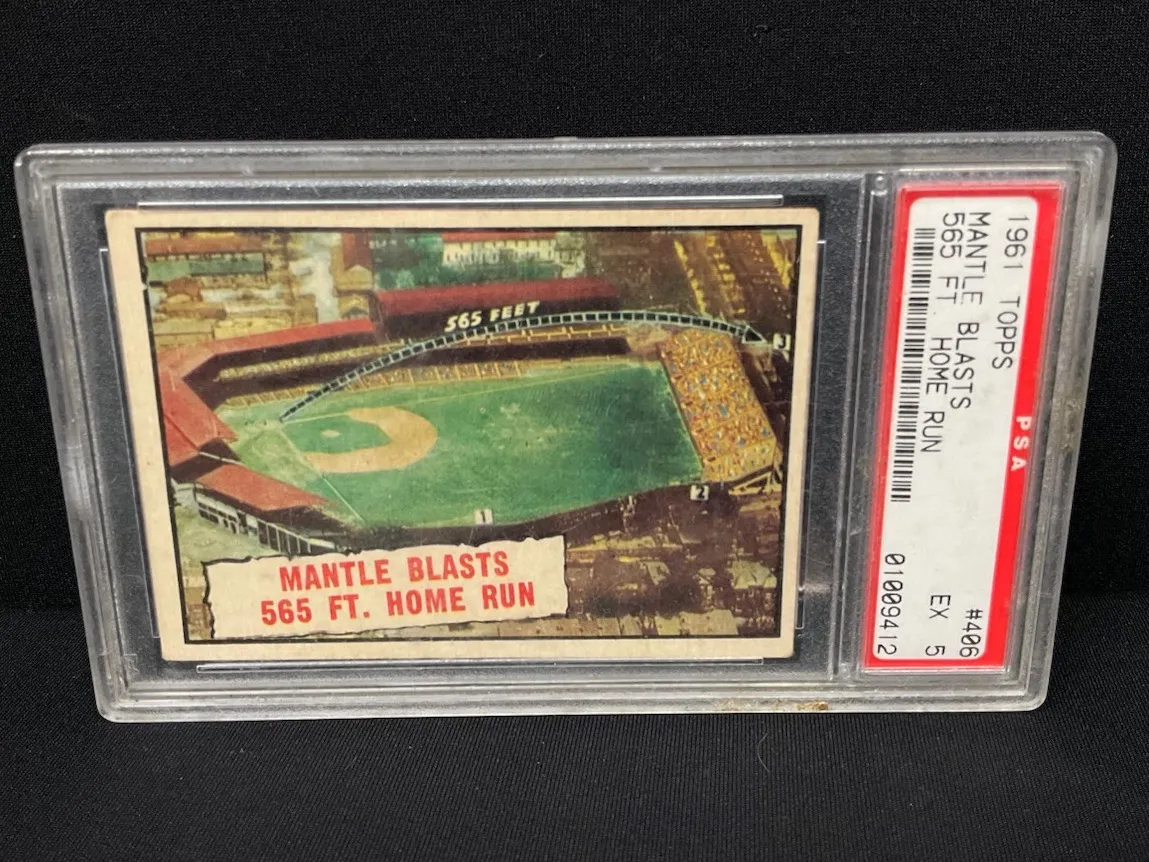 565 FEET
3
2
1
MANTLE BLASTS
565 FT. HOME RUN
PSA
1961 TOPPS #406
MANTLE BLASTS EX 5
565 FT. HOME RUN
01009412